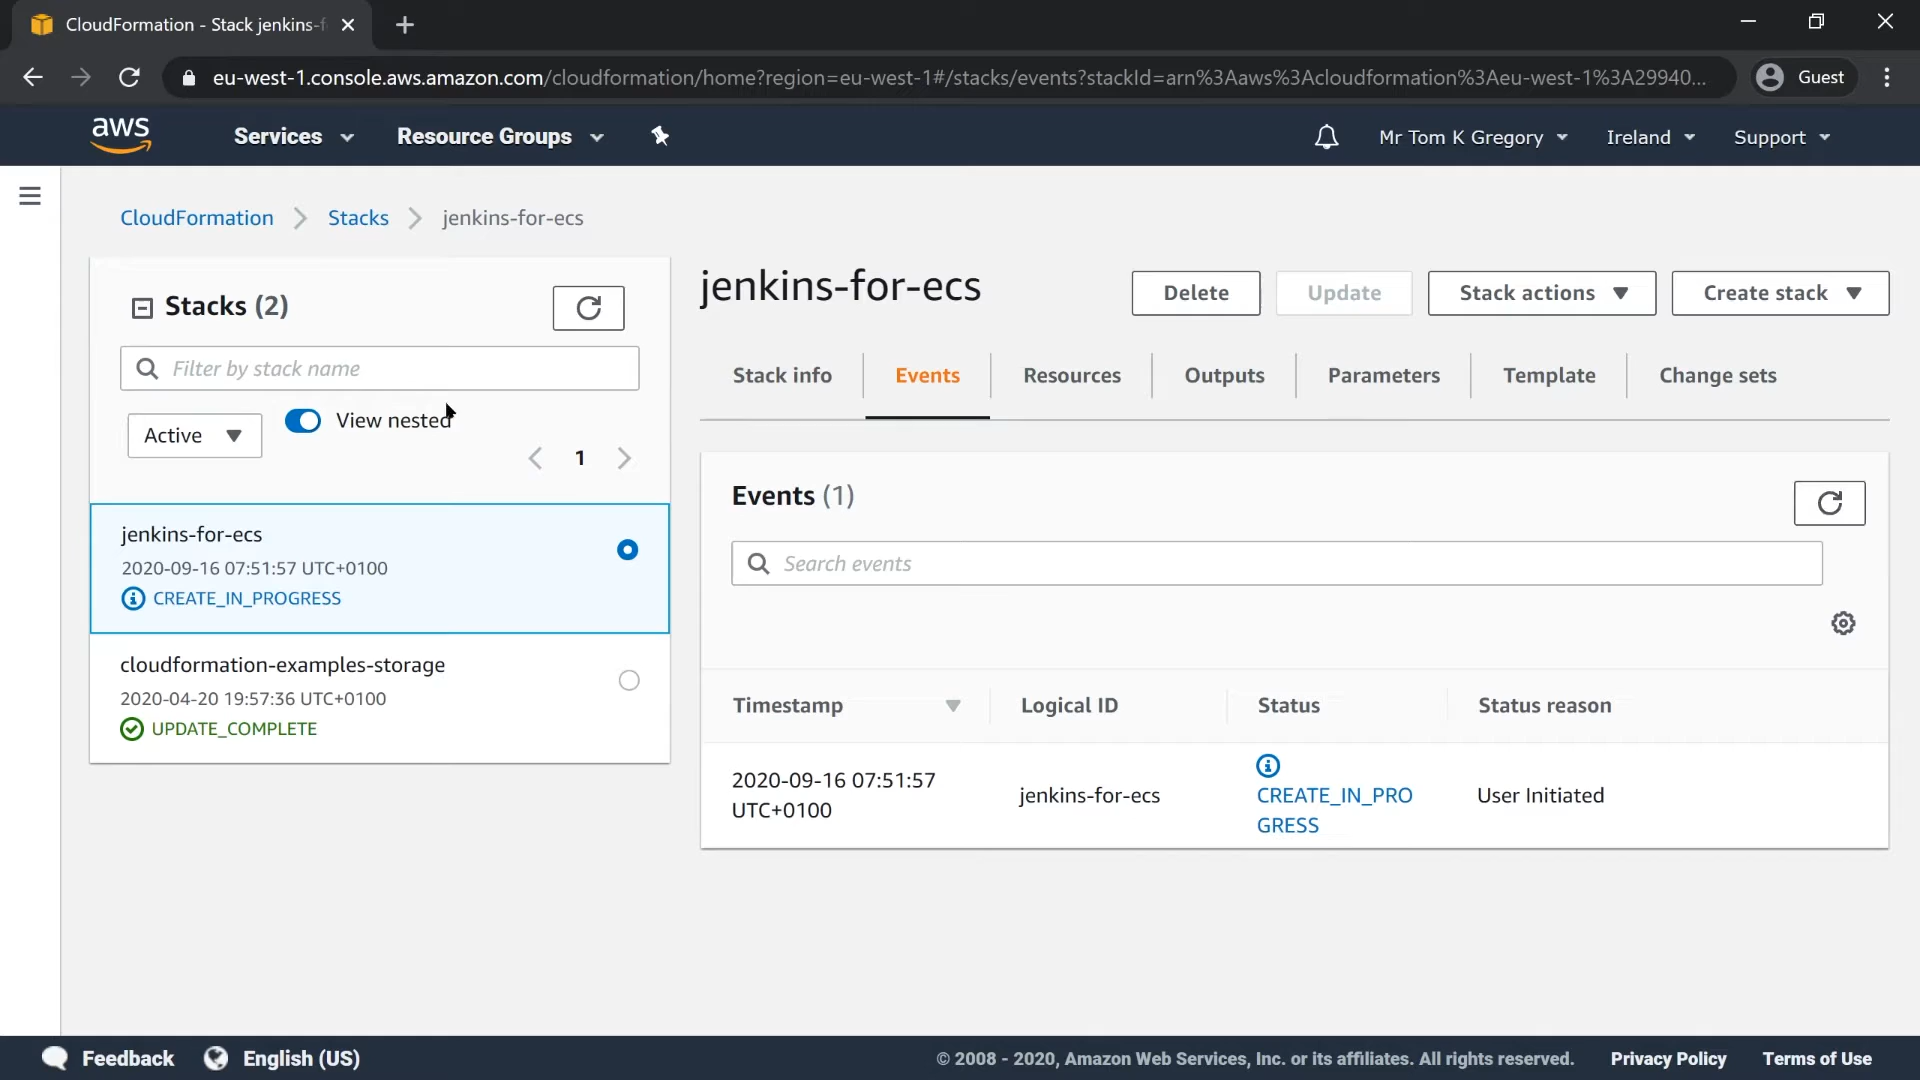 CloudFormation - Stack jenkins-f
eu-west-1.console.aws.amazon.com/cloudformation/home?region=eu-west-1#/stacks/events?stackId=arn%3Aaws%3Acloudformation%3Aeu-west-1%3A29940...
Guest
aws
Services
Resource Groups
Mr Tom K Gregory
Ireland
Support
CloudFormation
Stacks
jenkins-for-ecs
Stacks (2)
Filter by stack name
Active
View nested
1
jenkins-for-ecs
2020-09-16 07:51:57 UTC+0100
CREATE_IN_PROGRESS
cloudformation-examples-storage
2020-04-20 19:57:36 UTC+0100
UPDATE_COMPLETE
jenkins-for-ecs
Delete
Update
Stack actions
Create stack
Stack info
Events
Resources
Outputs
Parameters
Template
Change sets
Events (1)
Search events
Timestamp
Logical ID
Status
Status reason
2020-09-16 07:51:57
UTC+0100
jenkins-for-ecs
CREATE_IN_PRO
GRESS
User Initiated
Feedback
English (US)
© 2008 - 2020, Amazon Web Services, Inc. or its affiliates. All rights reserved.
Privacy Policy
Terms of Use